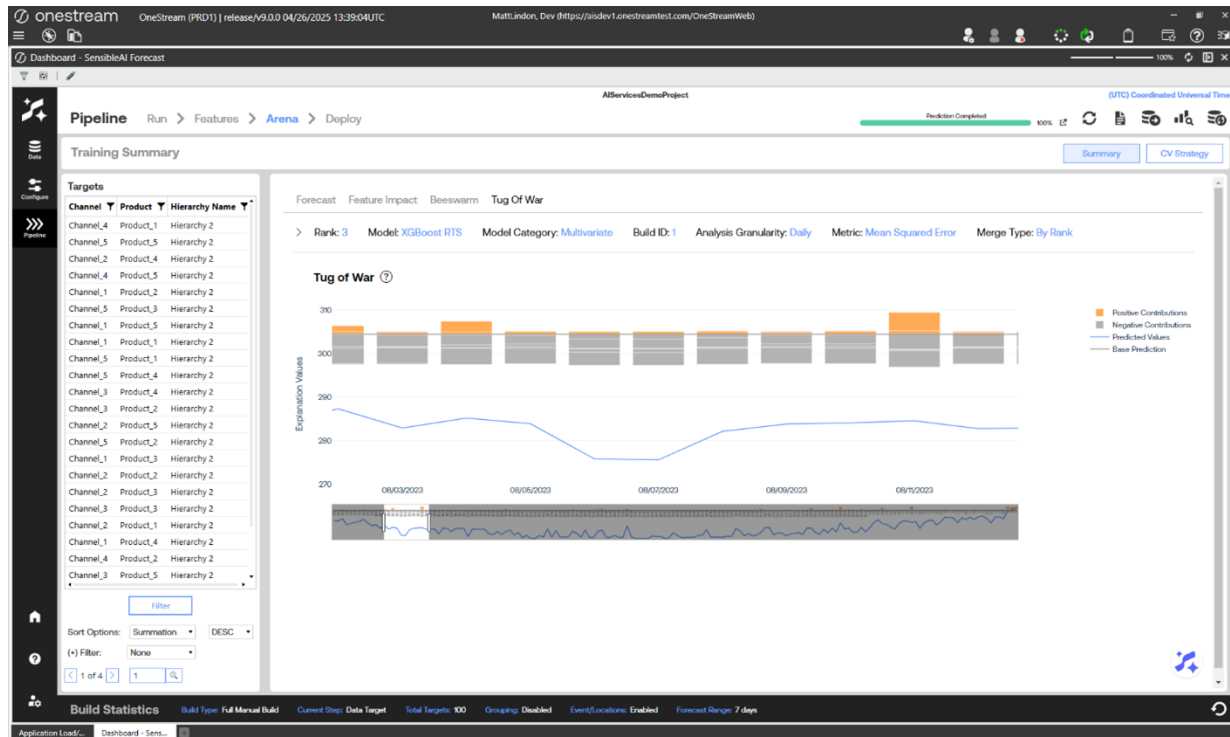 onestream OneStream (PRD1) | release/v9.0.0 04/26/2025 13:39:04UTC MattLindon, Dev (https://aisdev1.onestreamtest.com/OneStreamWeb)
Dashboard - SensibleAI Forecast 100%
AIServicesDemoProject (UTC) Coordinated Universal Time
Pipeline Run > Features > Arena > Deploy Prediction Completed 100%
Training Summary Summary CV Strategy
Data
Configure
Pipeline
Targets
Channel Product Hierarchy Name
Channel_4 Product_1 Hierarchy 2
Channel_5 Product_5 Hierarchy 2
Channel_2 Product_4 Hierarchy 2
Channel_4 Product_5 Hierarchy 2
Channel_1 Product_2 Hierarchy 2
Channel_5 Product_3 Hierarchy 2
Channel_1 Product_5 Hierarchy 2
Channel_1 Product_1 Hierarchy 2
Channel_5 Product_1 Hierarchy 2
Channel_5 Product_4 Hierarchy 2
Channel_3 Product_4 Hierarchy 2
Channel_3 Product_2 Hierarchy 2
Channel_2 Product_5 Hierarchy 2
Channel_5 Product_2 Hierarchy 2
Channel_1 Product_3 Hierarchy 2
Channel_2 Product_2 Hierarchy 2
Channel_2 Product_3 Hierarchy 2
Channel_3 Product_3 Hierarchy 2
Channel_2 Product_1 Hierarchy 2
Channel_1 Product_4 Hierarchy 2
Channel_4 Product_2 Hierarchy 2
Channel_3 Product_5 Hierarchy 2
Filter
Sort Options: Summation DESC
(+) Filter: None
1 of 4 1
Forecast Feature Impact Beeswarm Tug Of War
Rank: 3 Model: XGBoost RTS Model Category: Multivariate Build ID: 1 Analysis Granularity: Daily Metric: Mean Squared Error Merge Type: By Rank
Tug of War
Explanation Values
310
300
290
280
270
08/03/2023 08/05/2023 08/07/2023 08/09/2023 08/11/2023
Positive Contributions
Negative Contributions
Predicted Values
Base Prediction
Build Statistics Build Type: Full Manual Build Current Step: Data Target Total Targets: 100 Grouping: Disabled Event/Locations: Enabled Forecast Range: 7 days
Application Load/... Dashboard - Sens...